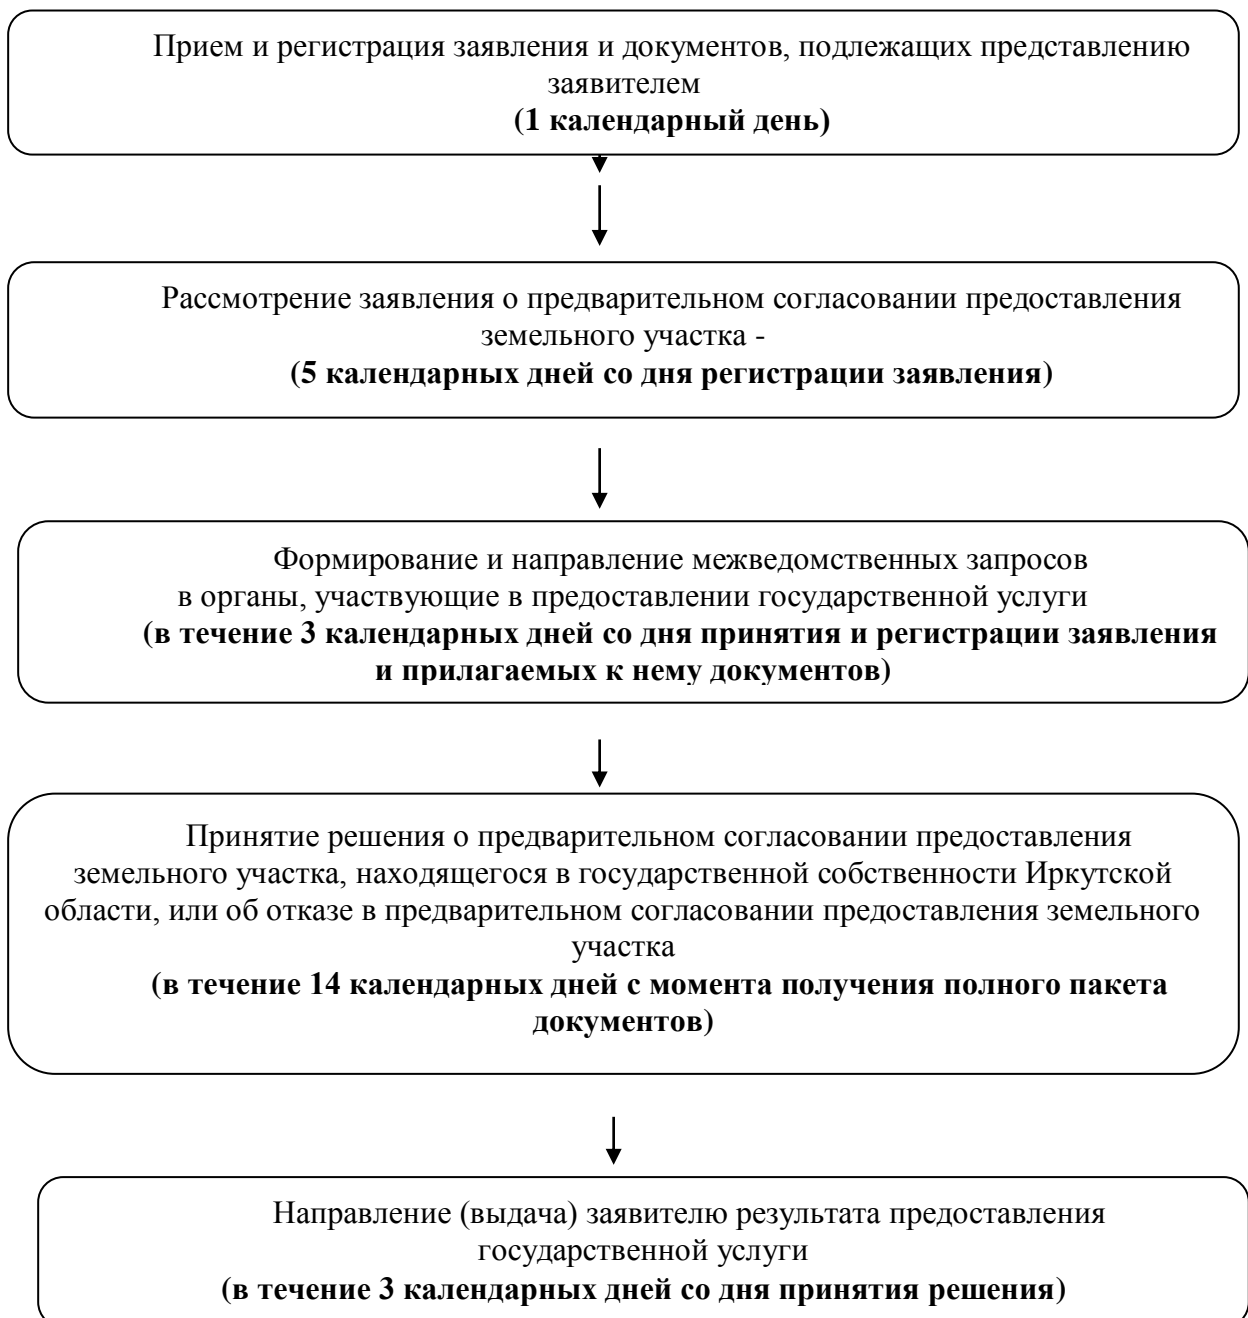 Прием и регистрация заявления и документов, подлежащих представлению
заявителем
(1 календарный день)
Рассмотрение заявления о предварительном согласовании предоставления
земельного участка -
(5 календарных дней со дня регистрации заявления)
Формирование и направление межведомственных запросов
в органы, участвующие в предоставлении государственной услуги
(в течение 3 календарных дней со дня принятия и регистрации заявления
и прилагаемых к нему документов)
Принятие решения о предварительном согласовании предоставления
земельного участка, находящегося в государственной собственности Иркутской
области, или об отказе в предварительном согласовании предоставления земельного
участка
(в течение 14 календарных дней с момента получения полного пакета
документов)
Направление (выдача) заявителю результата предоставления
государственной услуги
(в течение 3 календарных дней со дня принятия решения)